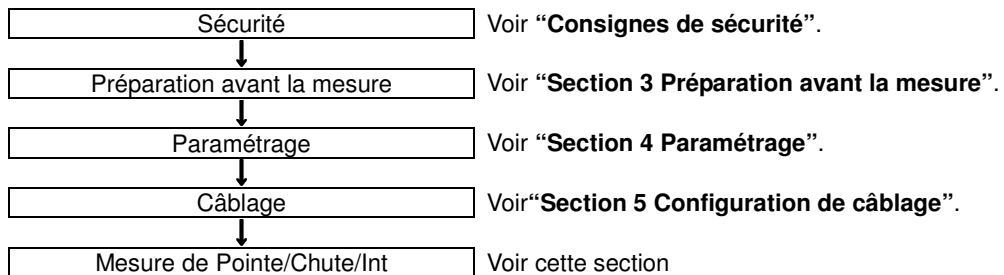 Sécurité Voir “Consignes de sécurité”.
Préparation avant la mesure Voir “Section 3 Préparation avant la mesure”.
Paramétrage Voir “Section 4 Paramétrage”.
Câblage Voir“Section 5 Configuration de câblage”.
Mesure de Pointe/Chute/Int Voir cette section